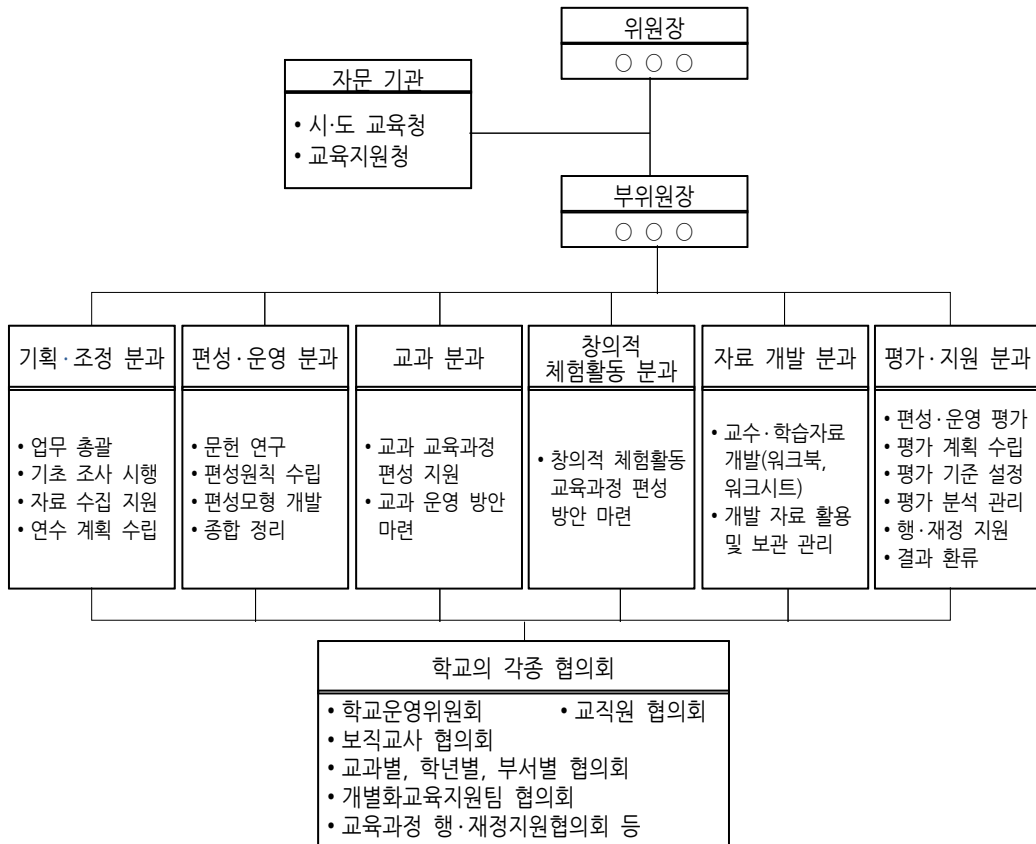 위원장
○ ○ ○
자문 기관
• 시·도 교육청
• 교육지원청
부위원장
○ ○ ○
기획·조정 분과
• 업무 총괄
• 기초 조사 시행
• 자료 수집 지원
• 연수 계획 수립
편성·운영 분과
• 문헌 연구
• 편성원칙 수립
• 편성모형 개발
• 종합 정리
교과 분과
• 교과 교육과정
편성 지원
• 교과 운영 방안
마련
창의적
체험활동 분과
• 창의적 체험활동
교육과정 편성
방안 마련
자료 개발 분과
• 교수·학습자료
개발(워크북,
워크시트)
• 개발 자료 활용
및 보관 관리
평가·지원 분과
• 편성·운영 평가
• 평가 계획 수립
• 평가 기준 설정
• 평가 분석 관리
• 행·재정 지원
• 결과 환류
학교의 각종 협의회
• 학교운영위원회 • 교직원 협의회
• 보직교사 협의회
• 교과별, 학년별, 부서별 협의회
• 개별화교육지원팀 협의회
• 교육과정 행·재정지원협의회 등